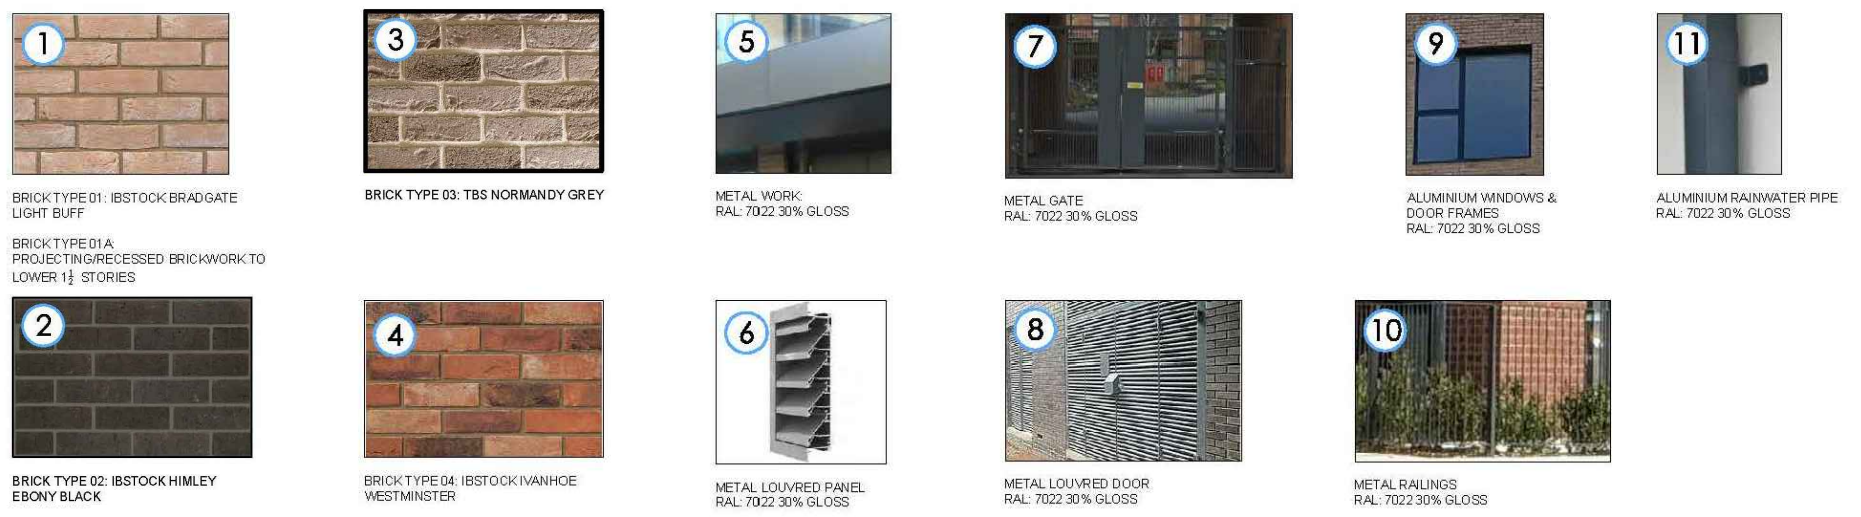 1
BRICK TYPE 01: IBSTOCK BRADGATE
LIGHT BUFF
BRICK TYPE 01A:
PROJECTING/RECESSED BRICKWORK TO
LOWER 1½ STORIES
2
BRICK TYPE 02: IBSTOCK HIMLEY
EBONY BLACK
3
BRICK TYPE 03: TBS NORMANDY GREY
4
BRICK TYPE 04: IBSTOCK IVANHOE
WESTMINSTER
5
METAL WORK:
RAL: 7022 30% GLOSS
6
METAL LOUVRED PANEL
RAL: 7022 30% GLOSS
7
METAL GATE
RAL: 7022 30% GLOSS
8
METAL LOUVRED DOOR
RAL: 7022 30% GLOSS
9
ALUMINIUM WINDOWS &
DOOR FRAMES
RAL: 7022 30% GLOSS
10
METAL RAILINGS
RAL: 7022 30% GLOSS
11
ALUMINIUM RAINWATER PIPE
RAL: 7022 30% GLOSS